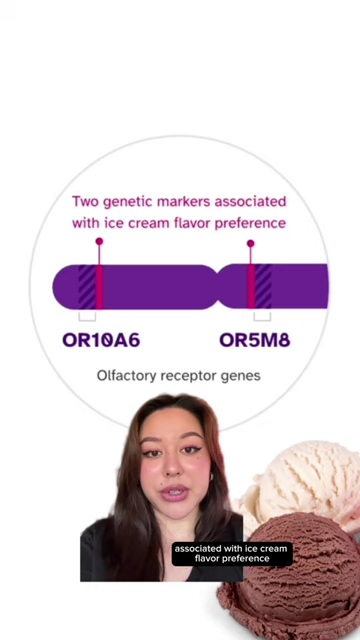 Two genetic markers associated
with ice cream flavor preference
OR10A6
OR5M8
Olfactory receptor genes
associated with ice cream
flavor preference